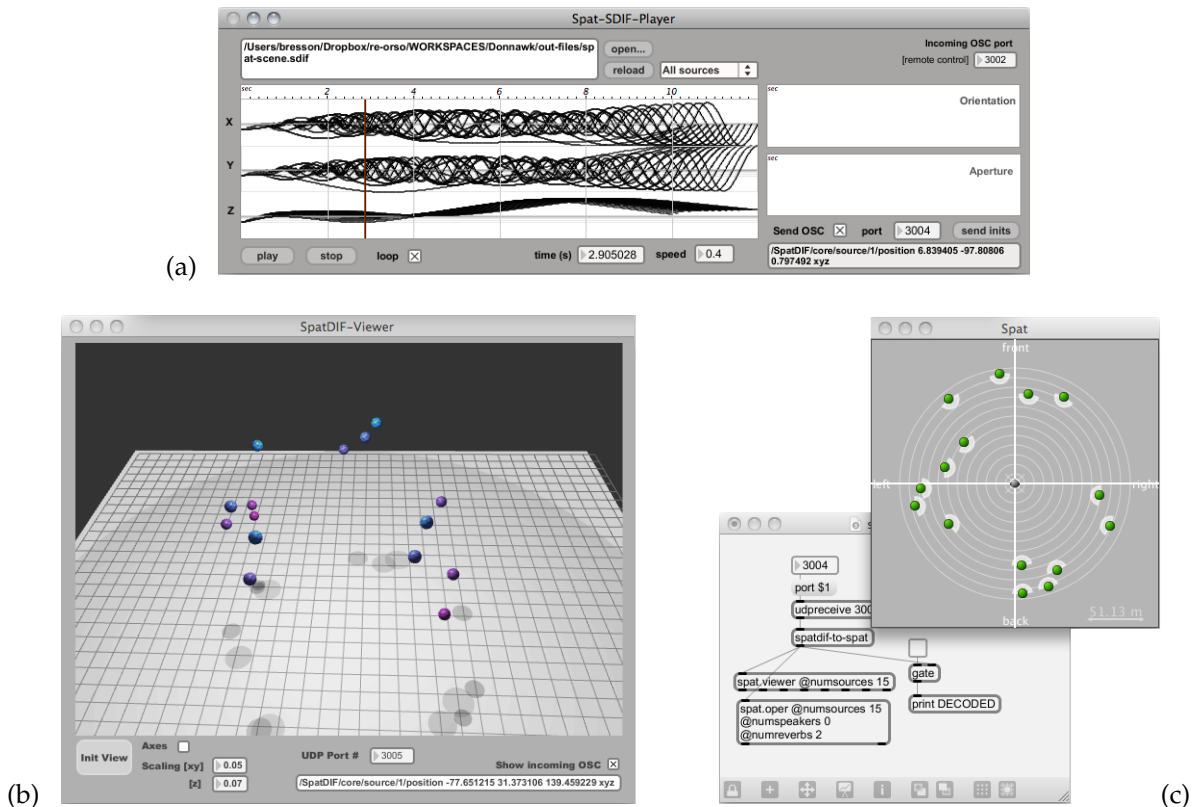 Spat-SDIF-Player
/Users/bresson/Dropbox/re-orso/WORKSPACES/Donnawk/out-files/sp
at-scene.sdif
open...
reload
All sources
Incoming OSC port
[remote control] 3002
sec 2 4 6 8 10
X
Y
Z
sec
Orientation
sec
Aperture
Send OSC port 3004 send inits
play stop loop time (s) 2.905028 speed 0.4
/SpatDIF/core/source/1/position 6.839405 -97.80806
0.797492 xyz
(a)
SpatDIF-Viewer
Init View
Axes
Scaling [xy] 0.05
[z] 0.07
UDP Port # 3005
Show incoming OSC
/SpatDIF/core/source/1/position -77.651215 31.373106 139.459229 xyz
(b)
Spat
front
left
right
back
51.13 m
3004
port $1
udpreceive 300
spatdif-to-spat
spat.viewer @numsources 15
gate
spat.oper @numsources 15
@numspeakers 0
@numreverbs 2
print DECODED
(c)